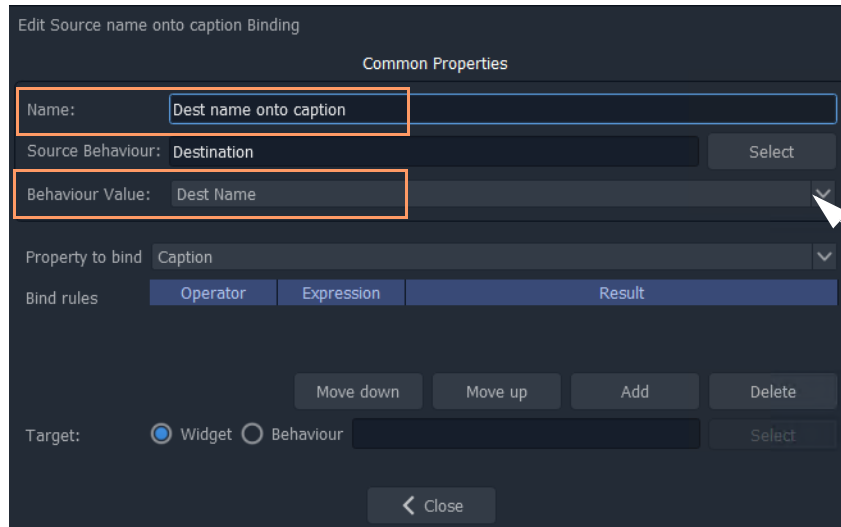 Edit Source name onto caption Binding
Common Properties
Name: Dest name onto caption
Source Behaviour: Destination Select
Behaviour Value: Dest Name
Property to bind Caption
Bind rules Operator Expression Result
Move down Move up Add Delete
Target: Widget Behaviour Select
Close